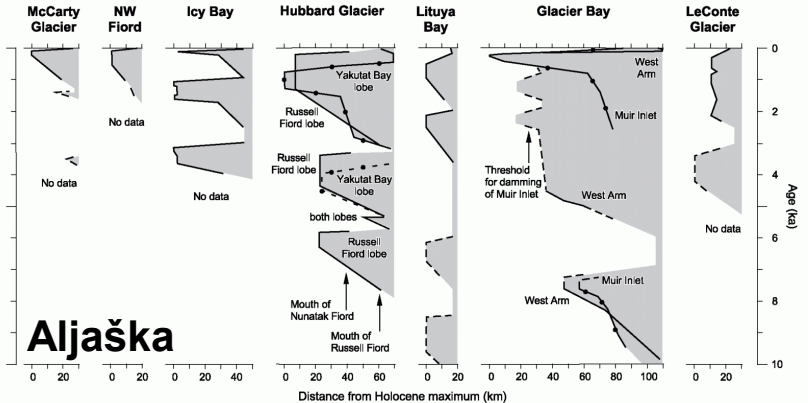 McCarty
Glacier
NW
Fiord
Icy Bay
Hubbard Glacier
Lituya
Bay
Glacier Bay
LeConte
Glacier
No data
No data
No data
Yakutat Bay
lobe
Russell
Fiord lobe
Russell
Fiord lobe
Yakutat Bay
lobe
both lobes
Russell
Fiord lobe
Mouth of
Nunatak Fiord
Mouth of
Russell Fiord
West
Arm
Muir Inlet
Threshold
for damming
of Muir Inlet
West Arm
Muir Inlet
West Arm
No data
0
2
4
6
8
10
Age (ka)
Aljaška
0 20
0 20
0 20 40
0 20 40 60
0
0 20 40 60 80 100
0 20
Distance from Holocene maximum (km)